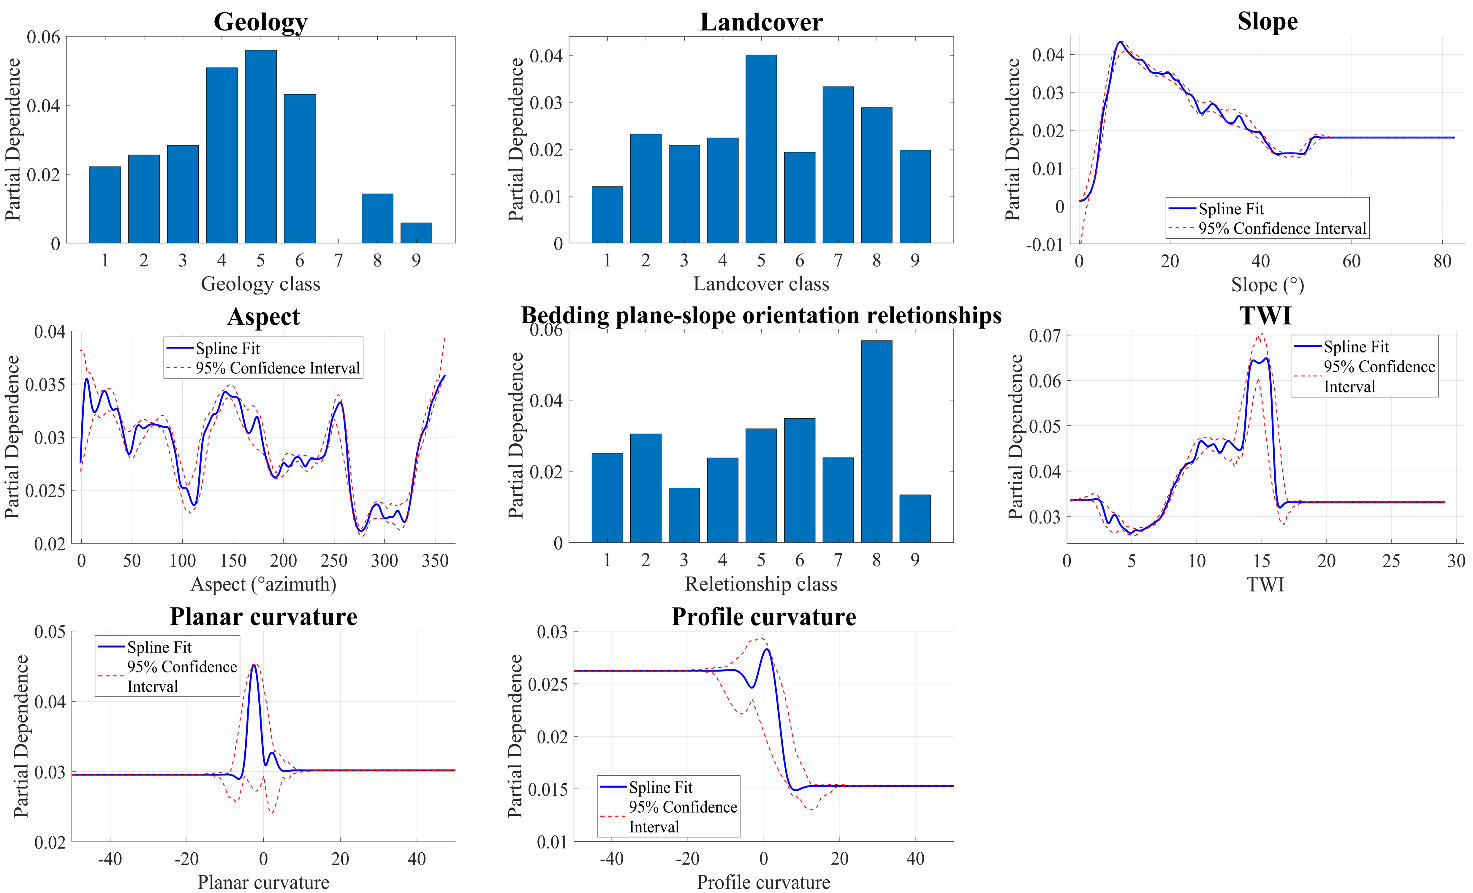 Geology
Partial Dependence
0.06
0.04
0.02
0
1 2 3 4 5 6 7 8 9
Geology class
Landcover
Partial Dependence
0.04
0.03
0.02
0.01
0
1 2 3 4 5 6 7 8 9
Landcover class
Slope
Partial Dependence
0.04
0.03
0.02
0.01
0
-0.01
Spline Fit
95% Confidence Interval
0 20 40 60 80
Slope (°)
Aspect
Partial Dependence
0.04
0.035
0.03
0.025
0.02
Spline Fit
95% Confidence Interval
0 50 100 150 200 250 300 350
Aspect (°azimuth)
Bedding plane-slope orientation reletionships
Partial Dependence
0.06
0.04
0.02
0
1 2 3 4 5 6 7 8 9
Reletionship class
TWI
Partial Dependence
0.07
0.06
0.05
0.04
0.03
Spline Fit
95% Confidence
Interval
0 5 10 15 20 25 30
TWI
Planar curvature
Partial Dependence
0.05
0.04
0.03
0.02
Spline Fit
95% Confidence
Interval
-40 -20 0 20 40
Planar curvature
Profile curvature
Partial Dependence
0.03
0.025
0.02
0.015
0.01
Spline Fit
95% Confidence
Interval
-40 -20 0 20 40
Profile curvature